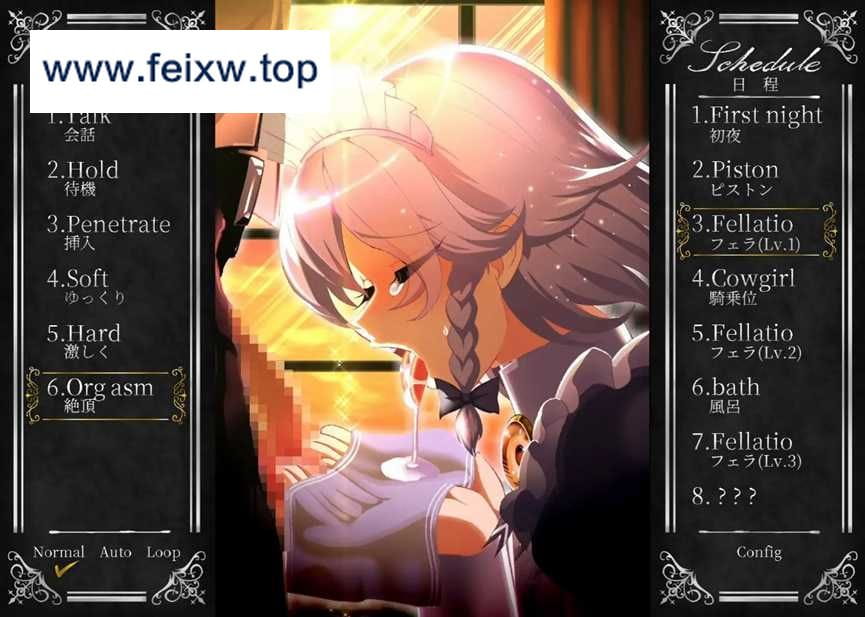 www.feixw.top
1.Talk
会話
2.Hold
待機
3.Penetrate
挿入
4.Soft
ゆっくり
5.Hard
激しく
6.Org asm
絶頂
Normal Auto Loop
Schedule
日程
1.First night
初夜
2.Piston
ピストン
3.Fellatio
フェラ(Lv.1)
4.Cowgirl
騎乗位
5.Fellatio
フェラ(Lv.2)
6.bath
風呂
7.Fellatio
フェラ(Lv.3)
8.？？？
Config